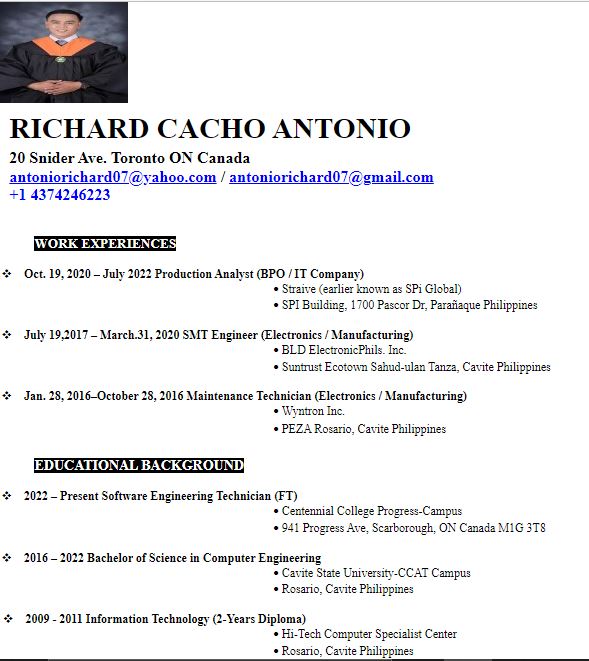 RICHARD CACHO ANTONIO
20 Snider Ave. Toronto ON Canada
antoniorichard07@yahoo.com / antoniorichard07@gmail.com
+1 4374246223
WORK EXPERIENCES
❖ Oct. 19, 2020 – July 2022 Production Analyst (BPO / IT Company)
• Straive (earlier known as SPi Global)
• SPI Building, 1700 Pascor Dr, Parañaque Philippines
❖ July 19,2017 – March.31, 2020 SMT Engineer (Electronics / Manufacturing)
• BLD ElectronicPhils. Inc.
• Suntrust Ecotown Sahud-ulan Tanza, Cavite Philippines
❖ Jan. 28, 2016–October 28, 2016 Maintenance Technician (Electronics / Manufacturing)
• Wyntron Inc.
• PEZA Rosario, Cavite Philippines
EDUCATIONAL BACKGROUND
❖ 2022 – Present Software Engineering Technician (FT)
• Centennial College Progress-Campus
• 941 Progress Ave, Scarborough, ON Canada M1G 3T8
❖ 2016 – 2022 Bachelor of Science in Computer Engineering
• Cavite State University-CCAT Campus
• Rosario, Cavite Philippines
❖ 2009 - 2011 Information Technology (2-Years Diploma)
• Hi-Tech Computer Specialist Center
• Rosario, Cavite Philippines